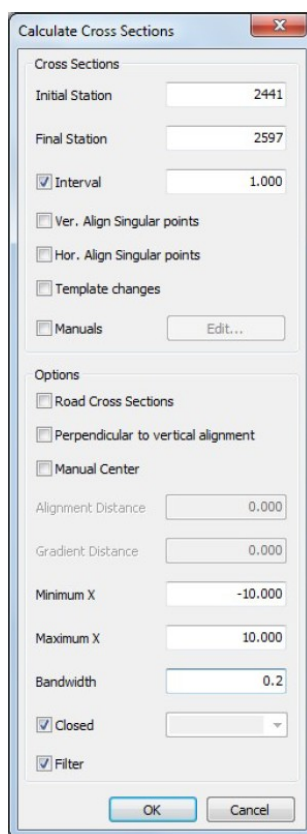 Calculate Cross Sections
Cross Sections
Initial Station 2441
Final Station 2597
Interval 1.000
Ver. Align Singular points
Hor. Align Singular points
Template changes
Manuals Edit...
Options
Road Cross Sections
Perpendicular to vertical alignment
Manual Center
Alignment Distance 0.000
Gradient Distance 0.000
Minimum X -10.000
Maximum X 10.000
Bandwidth 0.2
Closed
Filter
OK Cancel